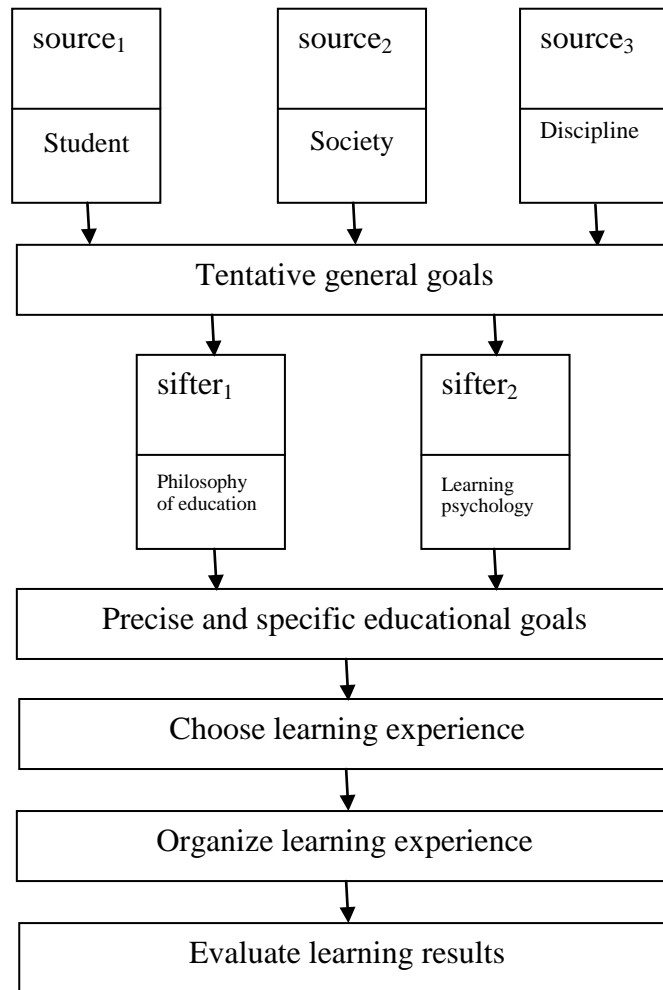 source₁
source₂
source₃
Student
Society
Discipline
Tentative general goals
sifter₁
sifter₂
Philosophy
of education
Learning
psychology
Precise and specific educational goals
Choose learning experience
Organize learning experience
Evaluate learning results